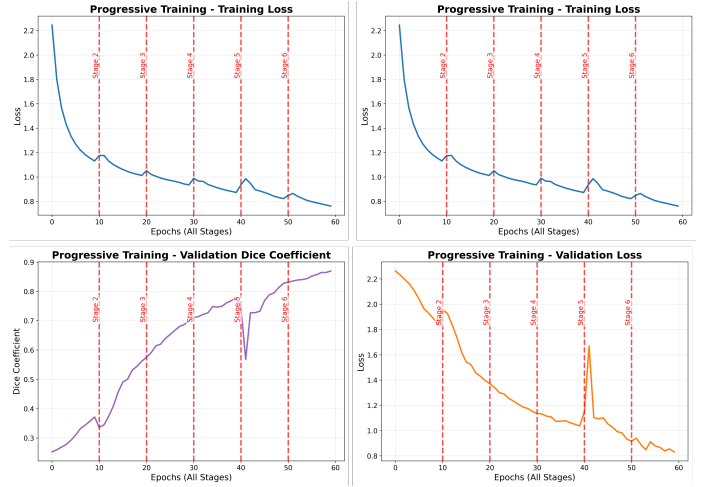 Progressive Training - Training Loss
Loss
2.2
2.0
1.8
1.6
1.4
1.2
1.0
0.8
Stage 2
Stage 3
Stage 4
Stage 5
Stage 6
0
10
20
30
40
50
60
Epochs (All Stages)
Progressive Training - Training Loss
Loss
2.2
2.0
1.8
1.6
1.4
1.2
1.0
0.8
Stage 2
Stage 3
Stage 4
Stage 5
Stage 6
0
10
20
30
40
50
60
Epochs (All Stages)
Progressive Training - Validation Dice Coefficient
Dice Coefficient
0.9
0.8
0.7
0.6
0.5
0.4
0.3
Stage 2
Stage 3
Stage 4
Stage 5
Stage 6
0
10
20
30
40
50
60
Epochs (All Stages)
Progressive Training - Validation Loss
Loss
2.2
2.0
1.8
1.6
1.4
1.2
1.0
0.8
Stage 2
Stage 3
Stage 4
Stage 5
Stage 6
0
10
20
30
40
50
60
Epochs (All Stages)